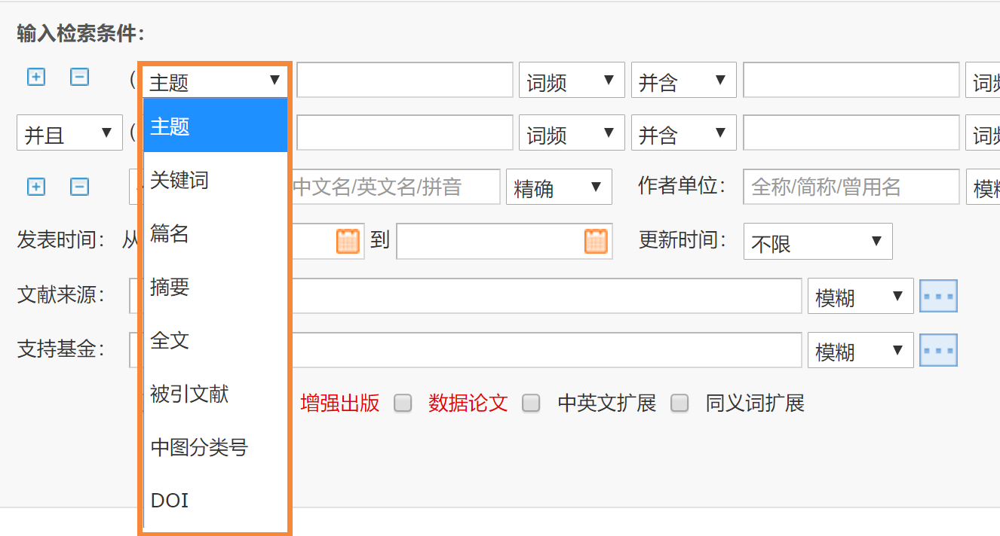 输入检索条件：
( 主题 词频 并含 词
并且 ( 词频 并含 词
主题
关键词
篇名
摘要
全文
被引文献
中图分类号
DOI
中文名/英文名/拼音 精确 作者单位： 全称/简称/曾用名 模
发表时间： 从 到 更新时间： 不限
文献来源： 模糊
支持基金： 模糊
增强出版 数据论文 中英文扩展 同义词扩展